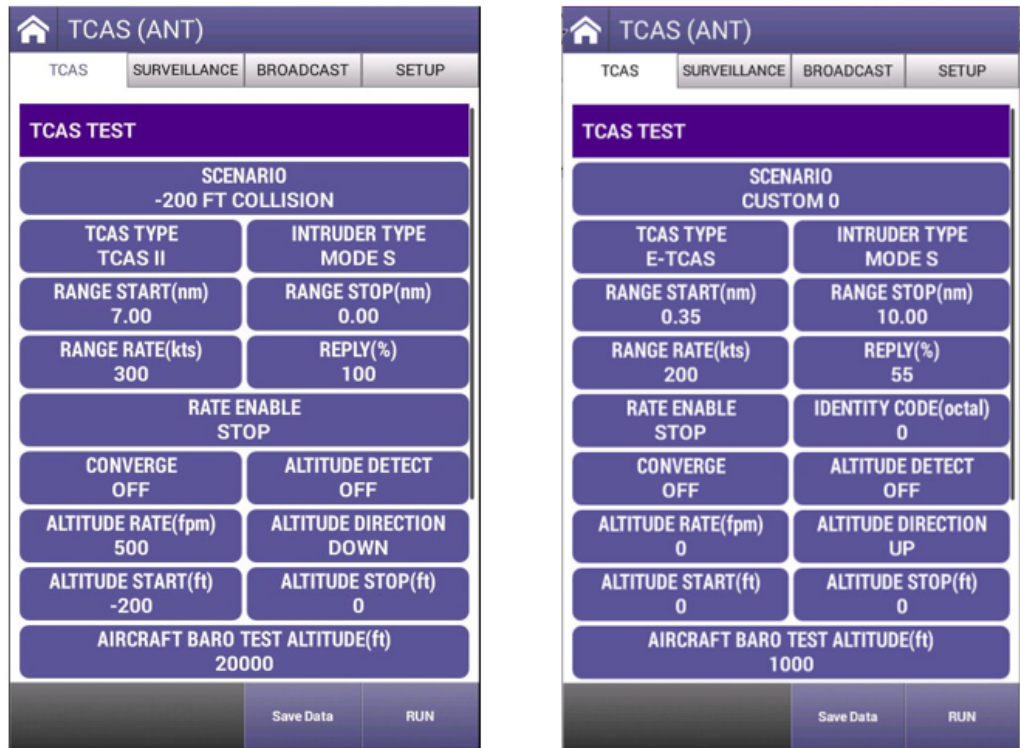 TCAS (ANT)
TCAS SURVEILLANCE BROADCAST SETUP
TCAS TEST
SCENARIO
-200 FT COLLISION
TCAS TYPE INTRUDER TYPE
TCAS II MODE S
RANGE START(nm) RANGE STOP(nm)
7.00 0.00
RANGE RATE(kts) REPLY(%)
300 100
RATE ENABLE
STOP
CONVERGE ALTITUDE DETECT
OFF OFF
ALTITUDE RATE(fpm) ALTITUDE DIRECTION
500 DOWN
ALTITUDE START(ft) ALTITUDE STOP(ft)
-200 0
AIRCRAFT BARO TEST ALTITUDE(ft)
20000
Save Data RUN
TCAS (ANT)
TCAS SURVEILLANCE BROADCAST SETUP
TCAS TEST
SCENARIO
CUSTOM 0
TCAS TYPE INTRUDER TYPE
E-TCAS MODE S
RANGE START(nm) RANGE STOP(nm)
0.35 10.00
RANGE RATE(kts) REPLY(%)
200 55
RATE ENABLE IDENTITY CODE(octal)
STOP 0
CONVERGE ALTITUDE DETECT
OFF OFF
ALTITUDE RATE(fpm) ALTITUDE DIRECTION
0 UP
ALTITUDE START(ft) ALTITUDE STOP(ft)
0 0
AIRCRAFT BARO TEST ALTITUDE(ft)
1000
Save Data RUN